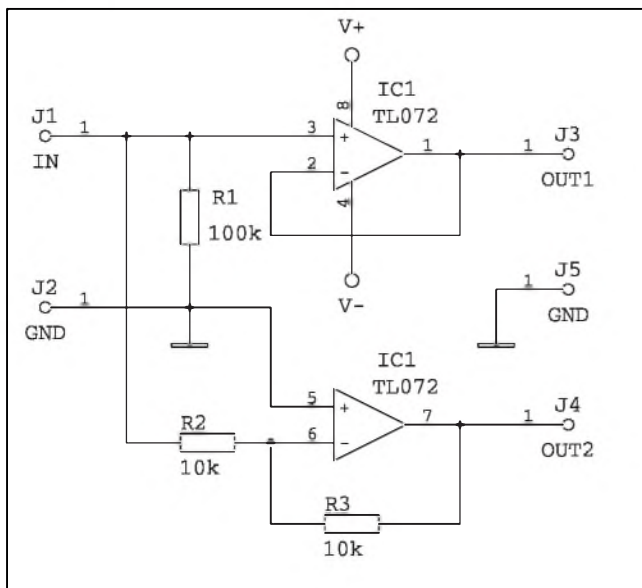 V+
IC1
TL072
8
J1
1
IN
3
+
2
-
1
1
J3
OUT1
4
R1
100k
V-
J2
1
GND
1
J5
GND
IC1
TL072
5
+
6
-
7
1
J4
OUT2
R2
10k
R3
10k